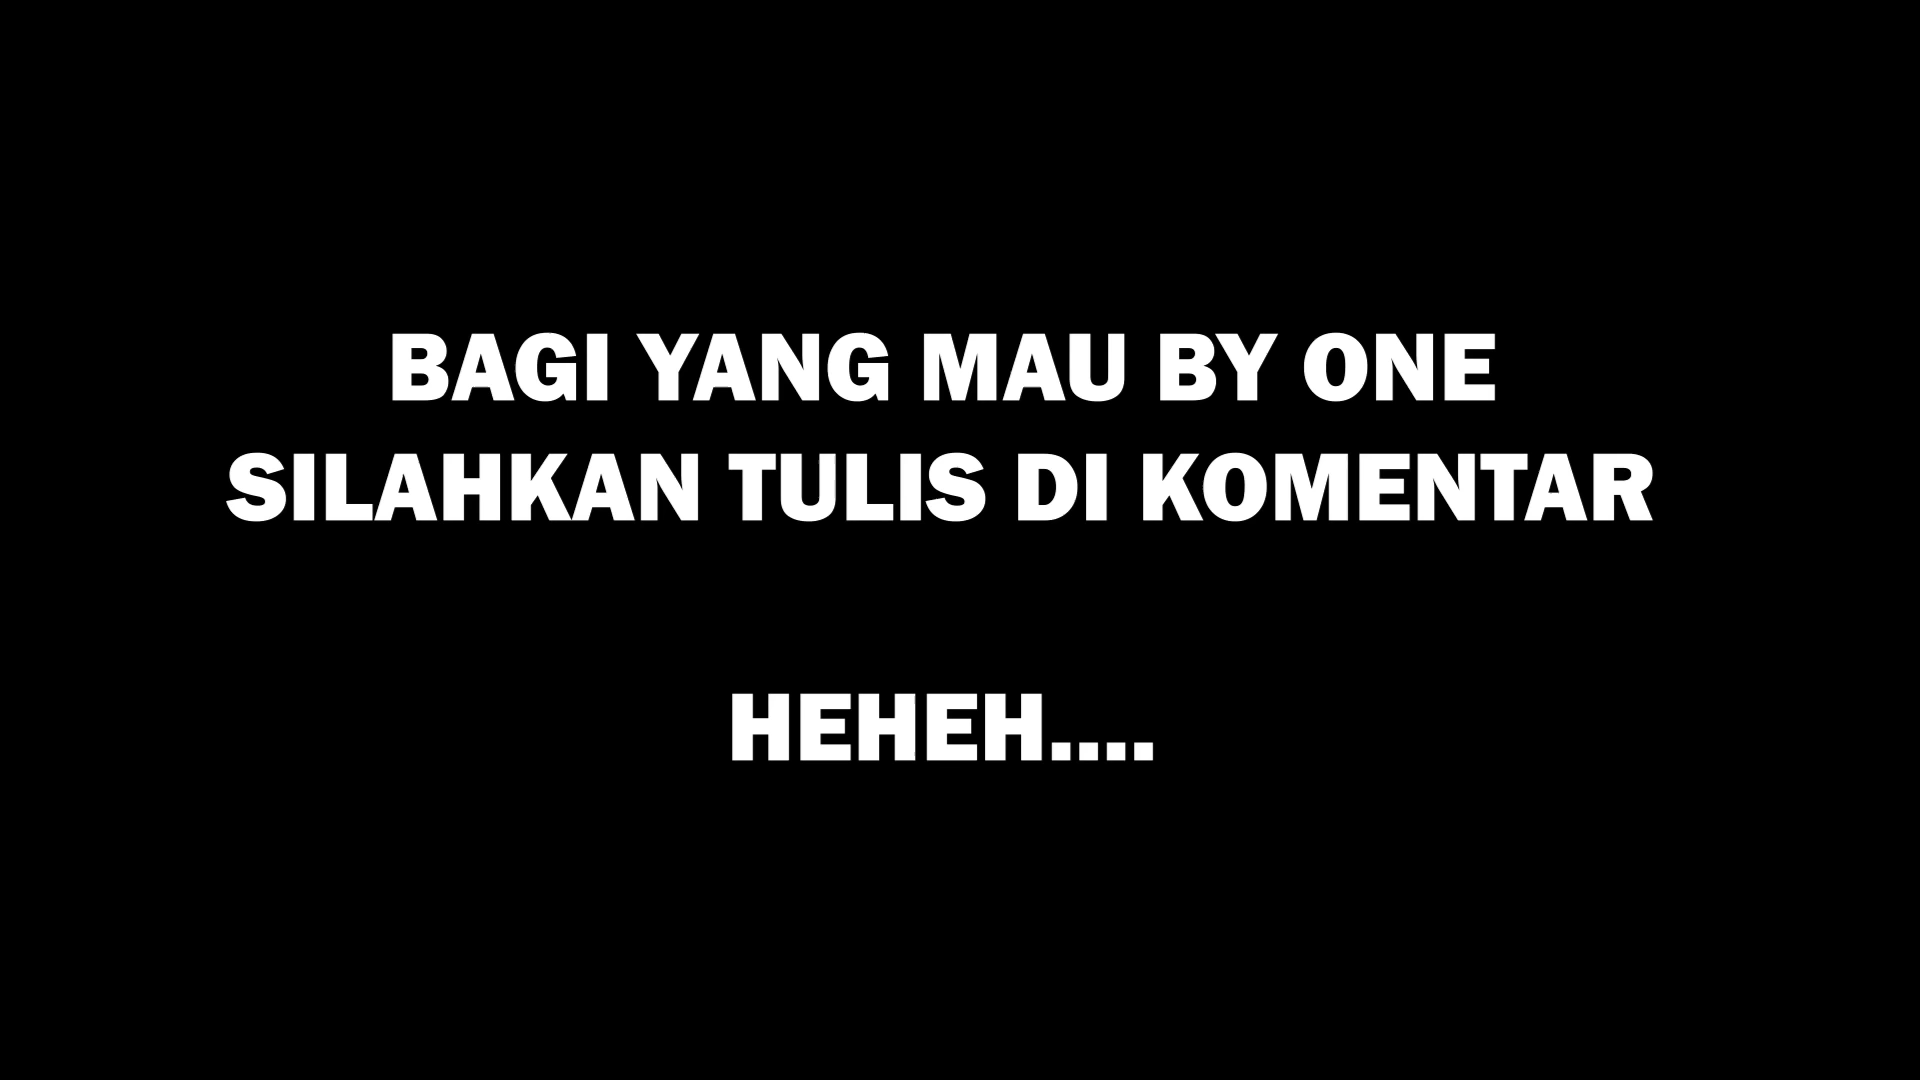 BAGI YANG MAU BY ONE
SILAHKAN TULIS DI KOMENTAR
HEHEH....